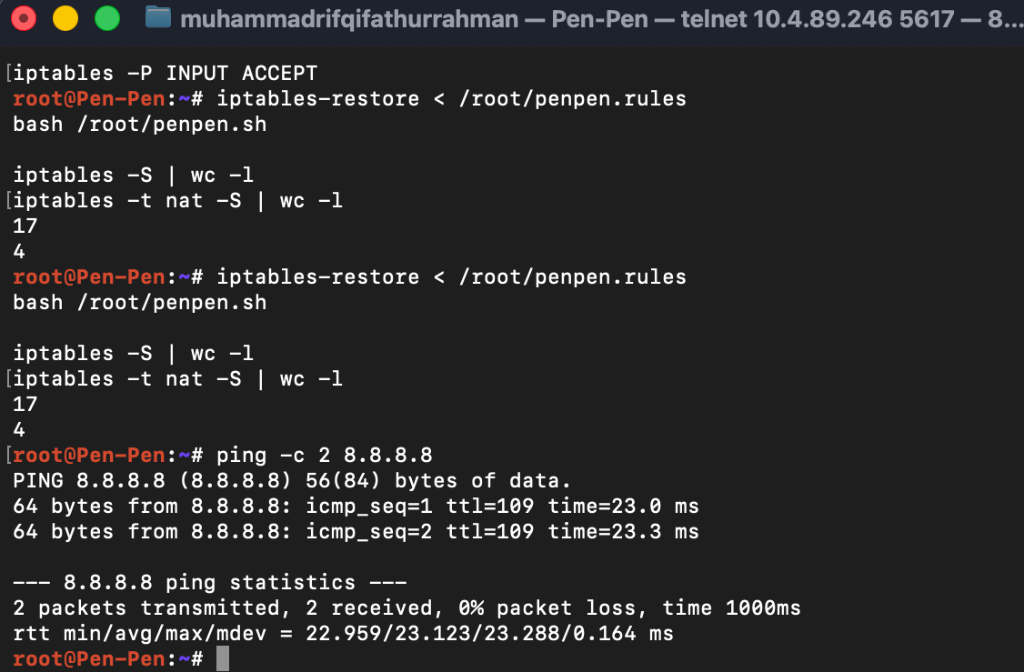 muhammadrifqifathurrahman — Pen-Pen — telnet 10.4.89.246 5617 — 8...
[iptables -P INPUT ACCEPT
root@Pen-Pen:~# iptables-restore < /root/penpen.rules
bash /root/penpen.sh
iptables -S | wc -l
[iptables -t nat -S | wc -l
17
4
root@Pen-Pen:~# iptables-restore < /root/penpen.rules
bash /root/penpen.sh
iptables -S | wc -l
[iptables -t nat -S | wc -l
17
4
[root@Pen-Pen:~# ping -c 2 8.8.8.8
PING 8.8.8.8 (8.8.8.8) 56(84) bytes of data.
64 bytes from 8.8.8.8: icmp_seq=1 ttl=109 time=23.0 ms
64 bytes from 8.8.8.8: icmp_seq=2 ttl=109 time=23.3 ms
--- 8.8.8.8 ping statistics ---
2 packets transmitted, 2 received, 0% packet loss, time 1000ms
rtt min/avg/max/mdev = 22.959/23.123/23.288/0.164 ms
root@Pen-Pen:~#